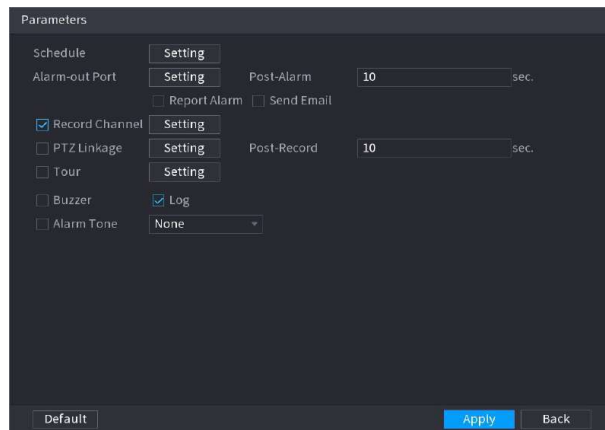 Parameters
Schedule Setting
Alarm-out Port Setting Post-Alarm 10 sec.
Report Alarm Send Email
Record Channel Setting
PTZ Linkage Setting Post-Record 10 sec.
Tour Setting
Buzzer Log
Alarm Tone None
Default Apply Back